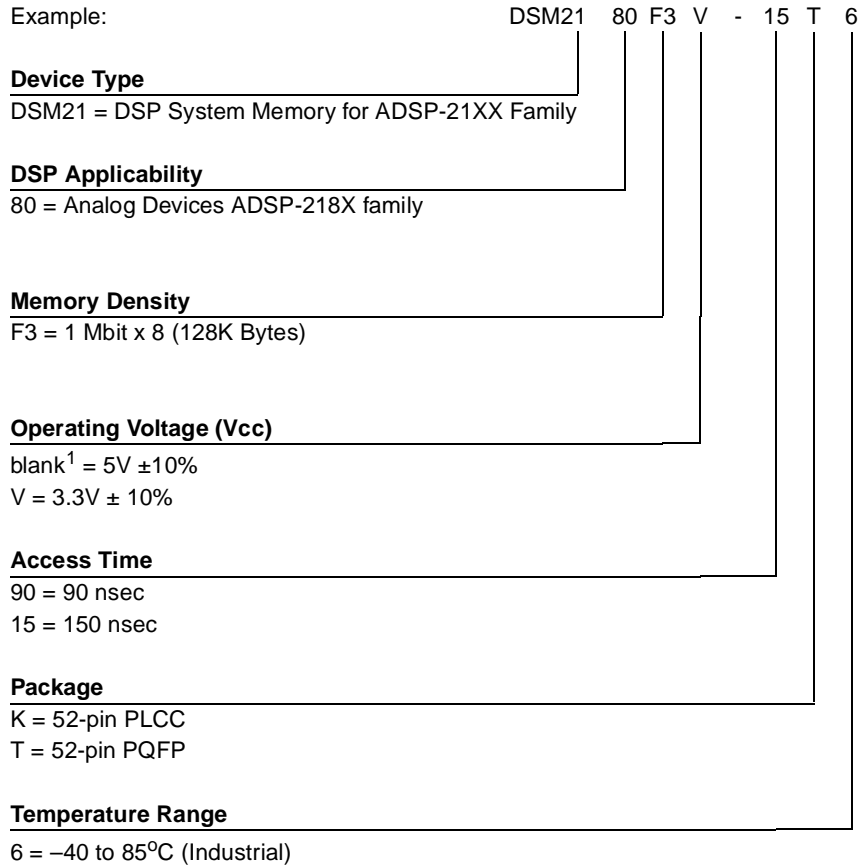 Example: DSM21 80 F3 V - 15 T 6
Device Type
DSM21 = DSP System Memory for ADSP-21XX Family
DSP Applicability
80 = Analog Devices ADSP-218X family
Memory Density
F3 = 1 Mbit x 8 (128K Bytes)
Operating Voltage (Vcc)
blank¹ = 5V ±10%
V = 3.3V ± 10%
Access Time
90 = 90 nsec
15 = 150 nsec
Package
K = 52-pin PLCC
T = 52-pin PQFP
Temperature Range
6 = –40 to 85°C (Industrial)